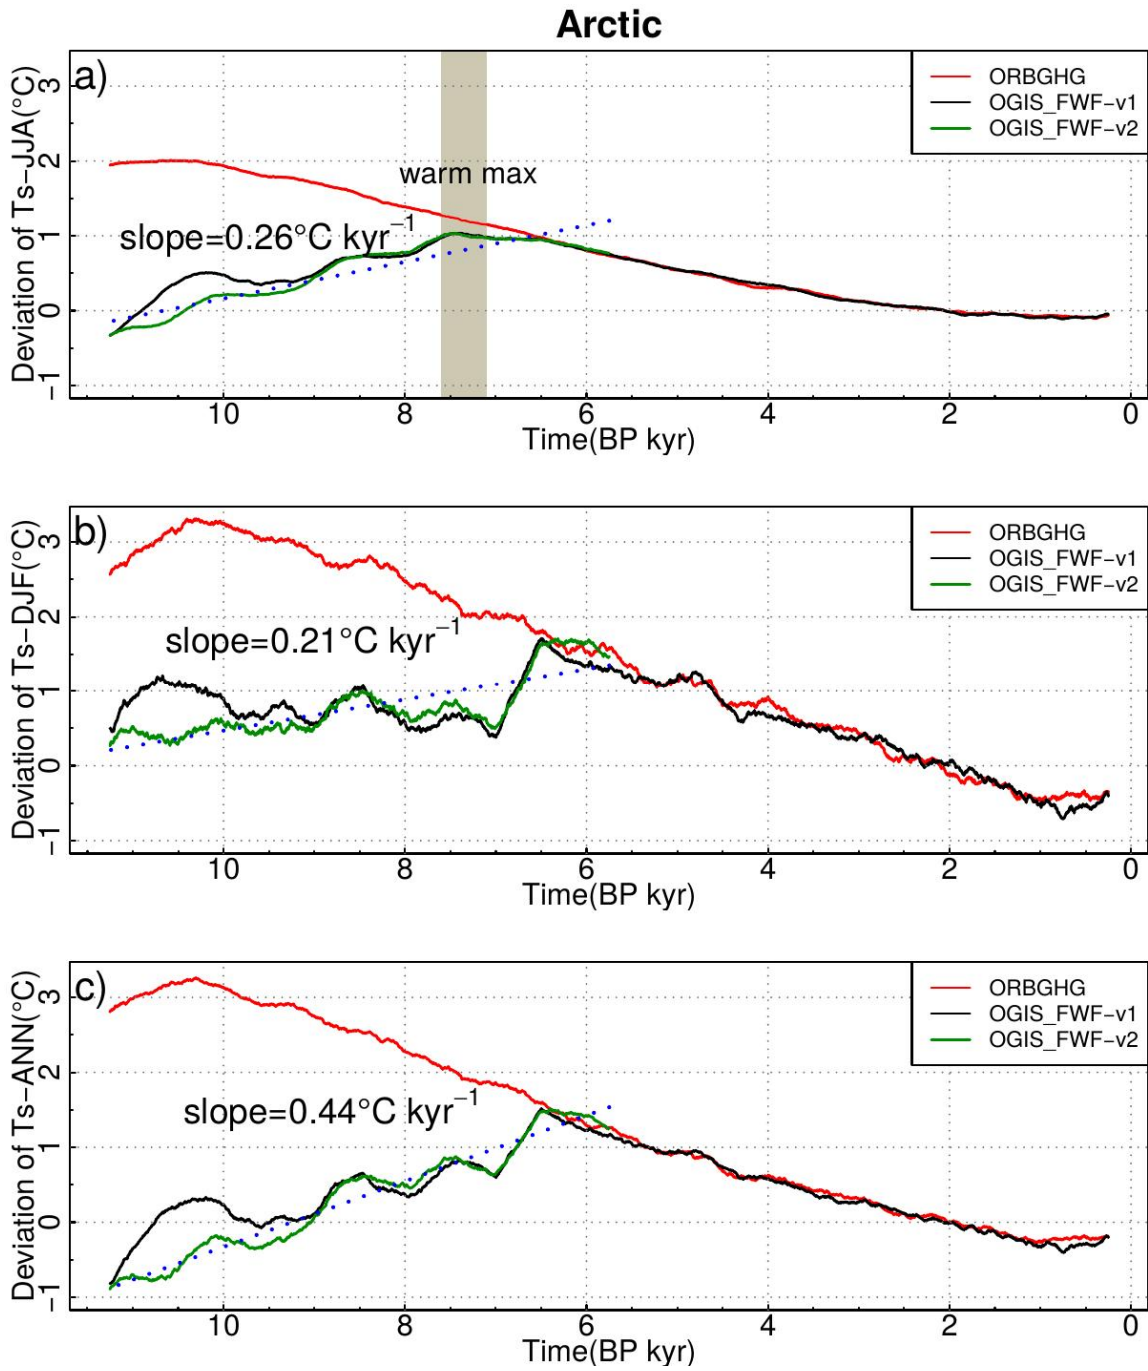 Arctic
a)
Deviation of Ts−JJA(°C)
3
2
1
0
−1
ORBGHG
OGIS_FWF−v1
OGIS_FWF−v2
warm max
slope=0.26°C kyr−1
10 8 6 4 2 0
Time(BP kyr)
b)
Deviation of Ts−DJF(°C)
3
2
1
0
−1
ORBGHG
OGIS_FWF−v1
OGIS_FWF−v2
slope=0.21°C kyr−1
10 8 6 4 2 0
Time(BP kyr)
c)
Deviation of Ts−ANN(°C)
3
2
1
0
−1
ORBGHG
OGIS_FWF−v1
OGIS_FWF−v2
slope=0.44°C kyr−1
10 8 6 4 2 0
Time(BP kyr)